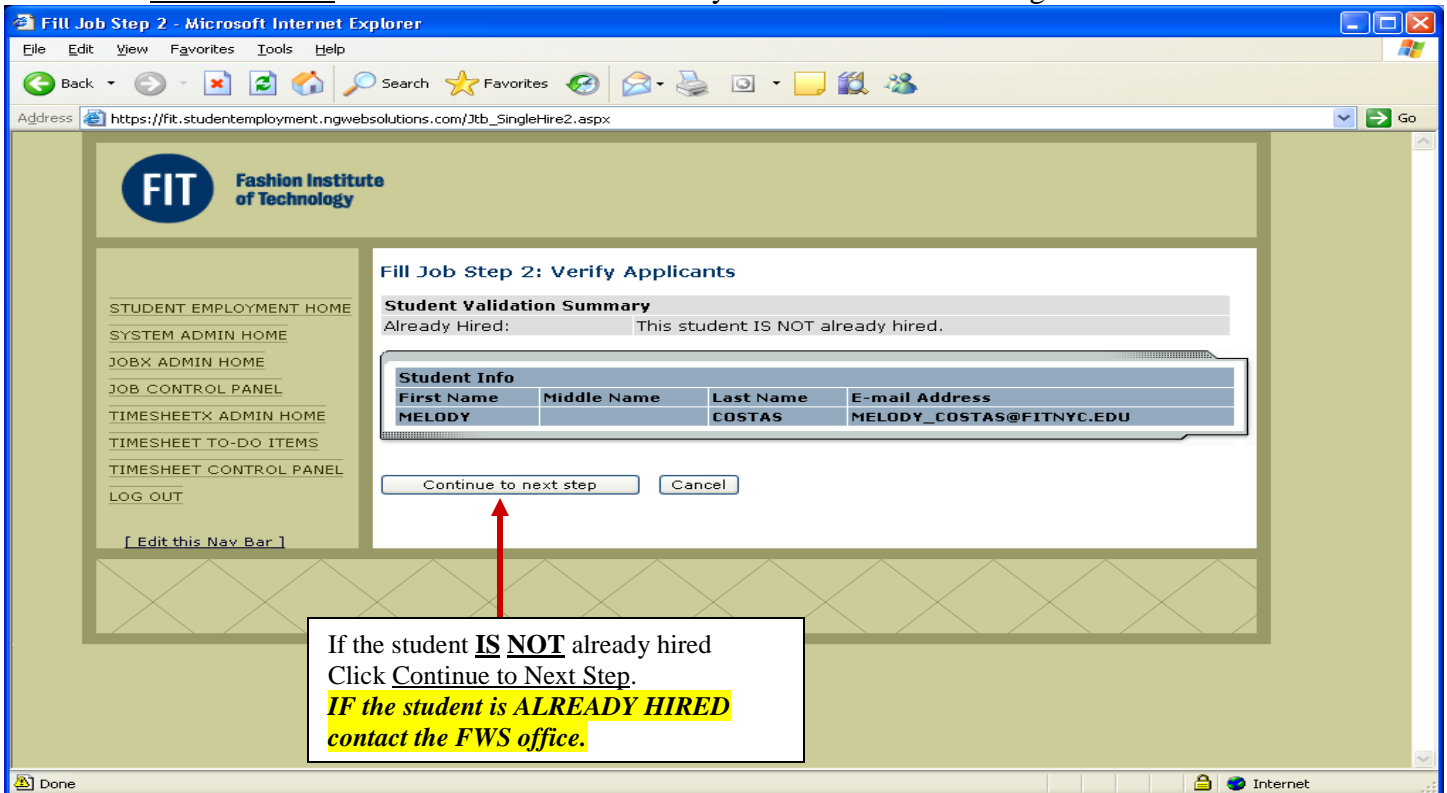 Fill Job Step 2 - Microsoft Internet Explorer
File Edit View Favorites Tools Help
Back Search Favorites
Address https://fit.studentemployment.ngwebsolutions.com/Jtb_SingleHire2.aspx Go
FIT Fashion Institute
of Technology
Fill Job Step 2: Verify Applicants
Student Validation Summary
Already Hired: This student IS NOT already hired.
STUDENT EMPLOYMENT HOME
SYSTEM ADMIN HOME
JOBX ADMIN HOME
JOB CONTROL PANEL
TIMESHEETX ADMIN HOME
TIMESHEET TO-DO ITEMS
TIMESHEET CONTROL PANEL
LOG OUT
[ Edit this Nav Bar ]
Student Info
First Name Middle Name Last Name E-mail Address
MELODY COSTAS MELODY_COSTAS@FITNYC.EDU
Continue to next step Cancel
If the student IS NOT already hired
Click Continue to Next Step.
IF the student is ALREADY HIRED
contact the FWS office.
Done Internet